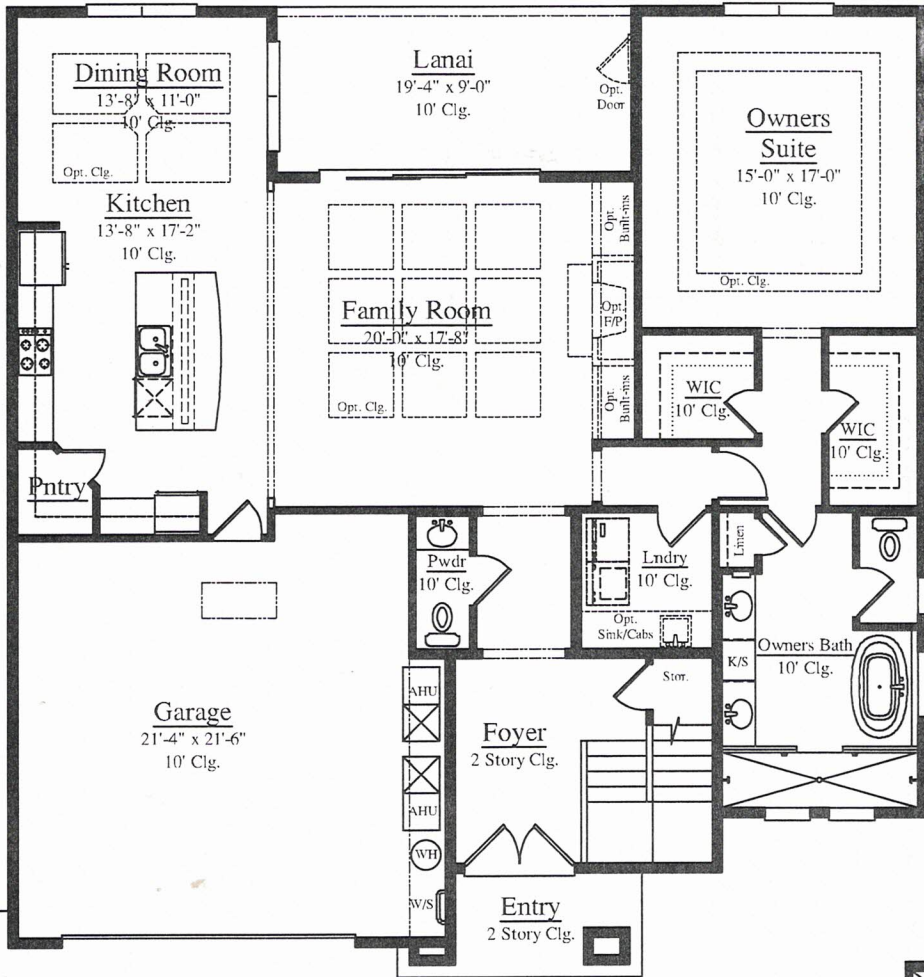 Dining Room
13'-8" x 11'-0"
10' Clg.
Opt. Clg.
Lanai
19'-4" x 9'-0"
10' Clg.
Opt.
Door
Owners
Suite
15'-0" x 17'-0"
10' Clg.
Opt. Clg.
Kitchen
13'-8" x 17'-2"
10' Clg.
Family Room
20'-0" x 17'-8"
10' Clg.
Opt. Clg.
Opt.
Built-ins
Opt.
F/P
Opt.
Built-ins
WIC
10' Clg.
WIC
10' Clg.
Pntry
Pwdr
10' Clg.
Lndry
10' Clg.
Opt.
Sink/Cabs
Linen
Owners Bath
10' Clg.
K/S
Stor.
Garage
21'-4" x 21'-6"
10' Clg.
AHU
AHU
WH
W/S
Foyer
2 Story Clg.
Entry
2 Story Clg.